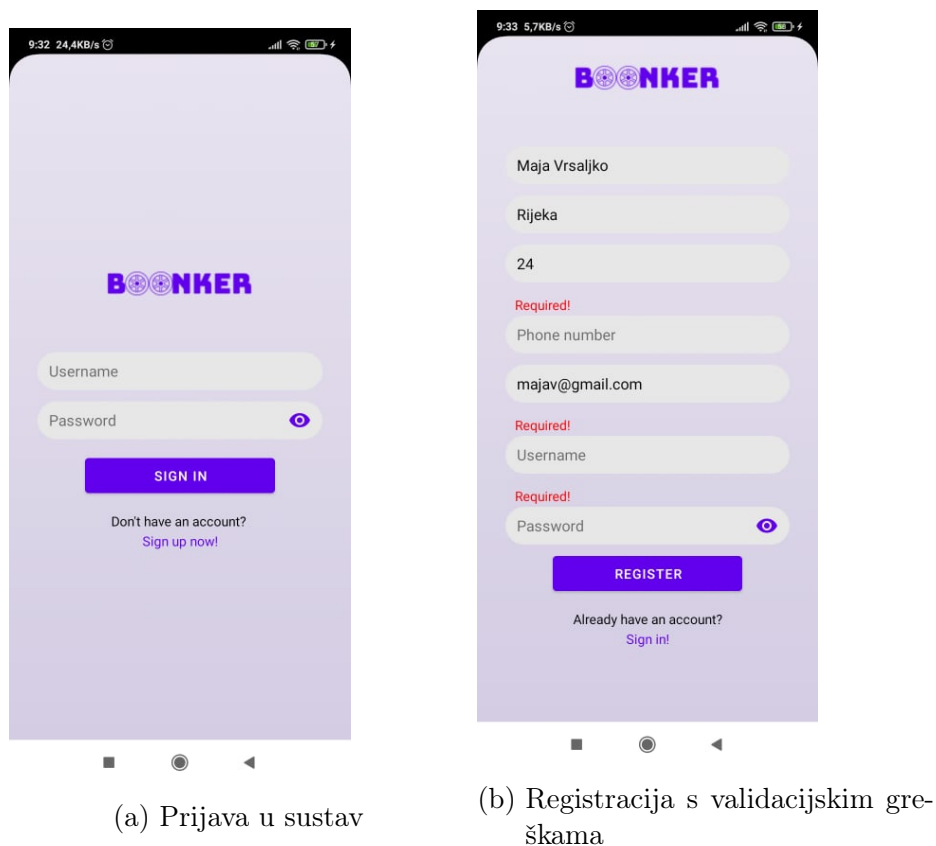 9:32 24,4KB/s
67
BOONKER
Username
Password
SIGN IN
Don't have an account?
Sign up now!
(a) Prijava u sustav
9:33 5,7KB/s
BOONKER
Maja Vrsaljko
Rijeka
24
Required!
Phone number
majav@gmail.com
Required!
Username
Required!
Password
REGISTER
Already have an account?
Sign in!
(b) Registracija s validacijskim gre-
škama